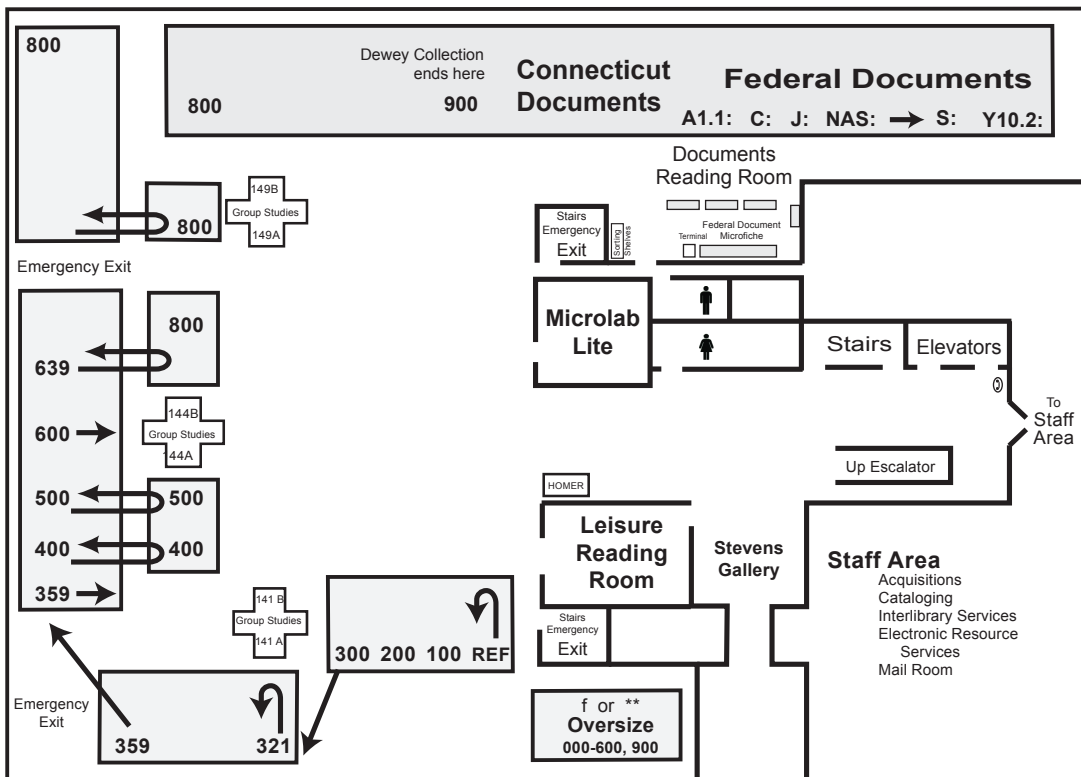 800
Dewey Collection
ends here
800
900
Connecticut
Documents
Federal Documents
A1.1: C: J: NAS: S: Y10.2:
Documents
Reading Room
149B
Group Studies
149A
800
Stairs
Emergency
Exit
Sorting
Shelves
Federal Document
Microfiche
Terminal
Emergency Exit
800
639
Microlab
Lite
Stairs
Elevators
To
Staff
Area
600
144B
Group Studies
44A
Up Escalator
500
500
HOMER
400
400
359
Leisure
Reading
Room
Stevens
Gallery
Staff Area
Acquisitions
Cataloging
Interlibrary Services
Electronic Resource
Services
Mail Room
141 B
Group Studies
141 A
Stairs
Emergency
Exit
300 200 100 REF
Emergency
Exit
359
321
f or **
Oversize
000-600, 900